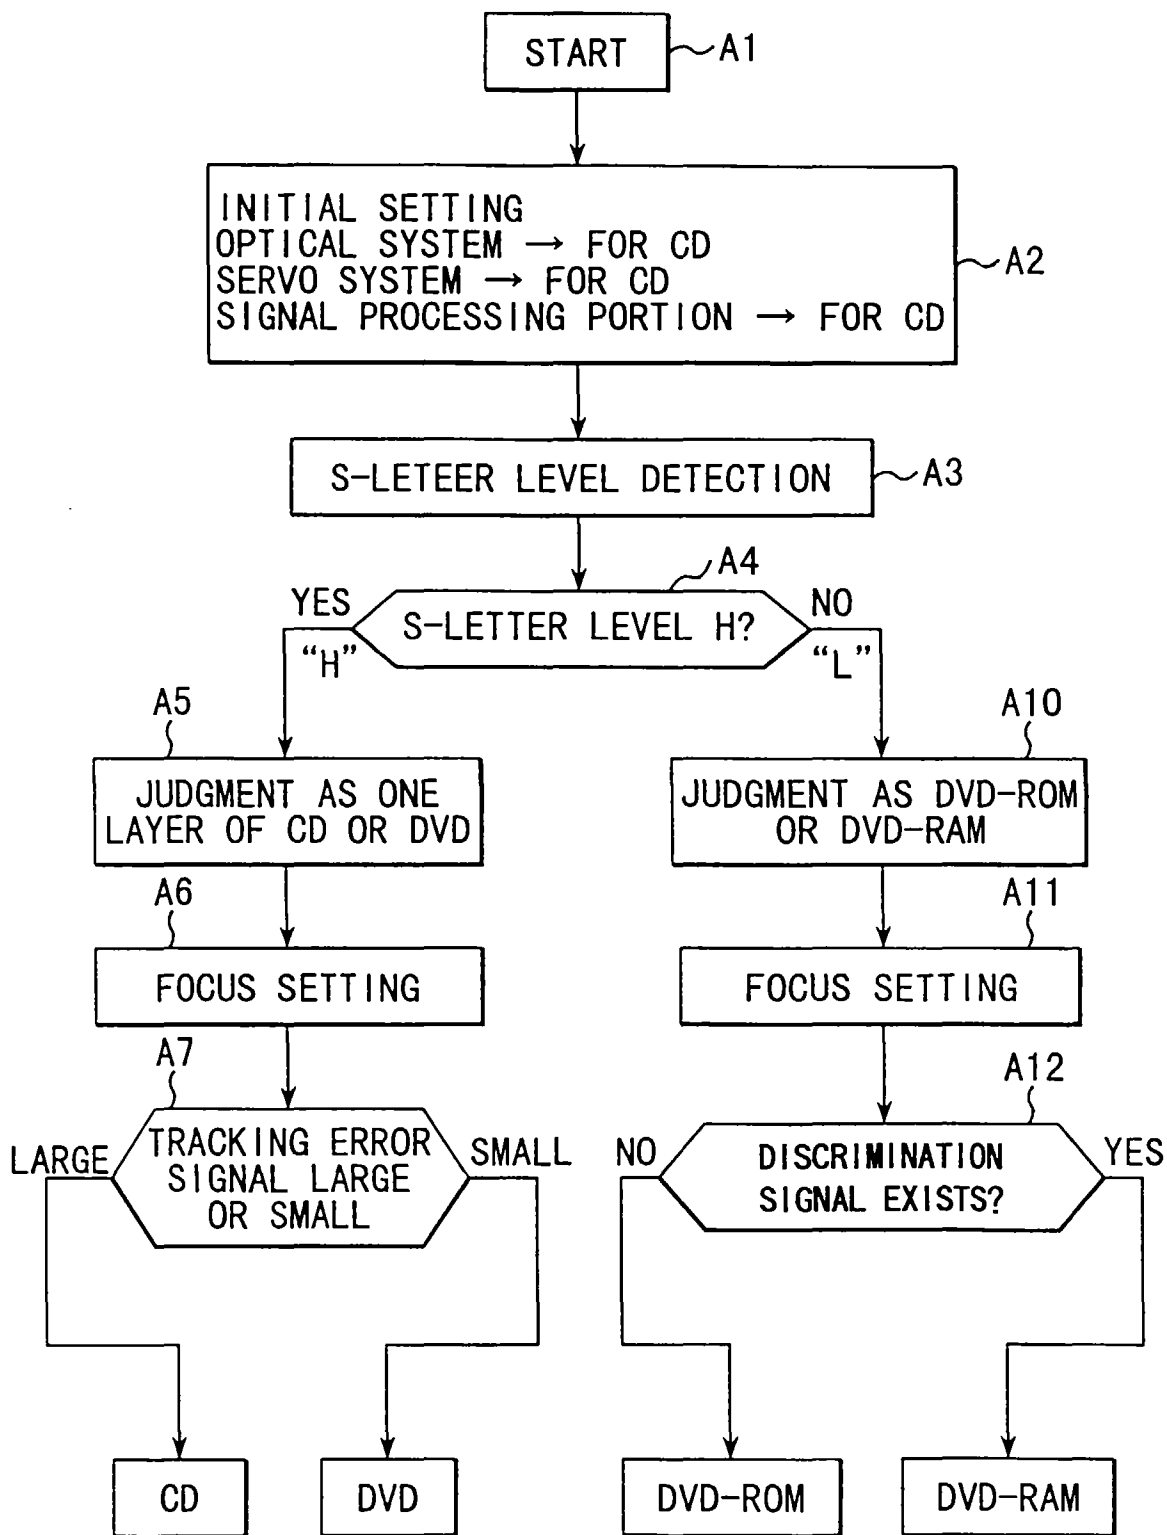 START
A1
INITIAL SETTING
OPTICAL SYSTEM → FOR CD
SERVO SYSTEM → FOR CD
SIGNAL PROCESSING PORTION → FOR CD
A2
S-LETEER LEVEL DETECTION
A3
A4
YES
S-LETTER LEVEL H?
NO
“H”
“L”
A5
JUDGMENT AS ONE
LAYER OF CD OR DVD
A10
JUDGMENT AS DVD-ROM
OR DVD-RAM
A6
FOCUS SETTING
A11
FOCUS SETTING
A7
LARGE
TRACKING ERROR
SIGNAL LARGE
OR SMALL
SMALL
A12
NO
DISCRIMINATION
SIGNAL EXISTS?
YES
CD
DVD
DVD-ROM
DVD-RAM